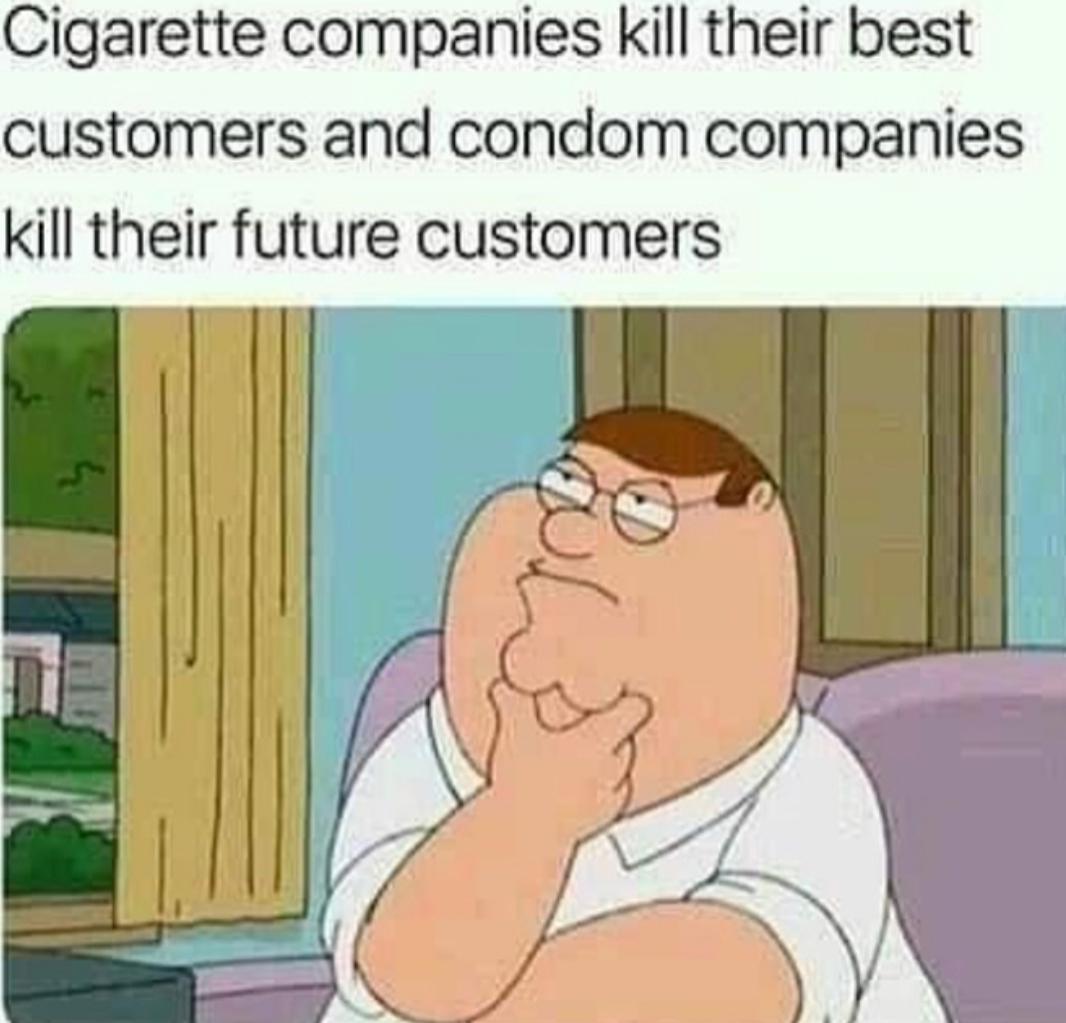 Cigarette companies kill their best
customers and condom companies
kill their future customers